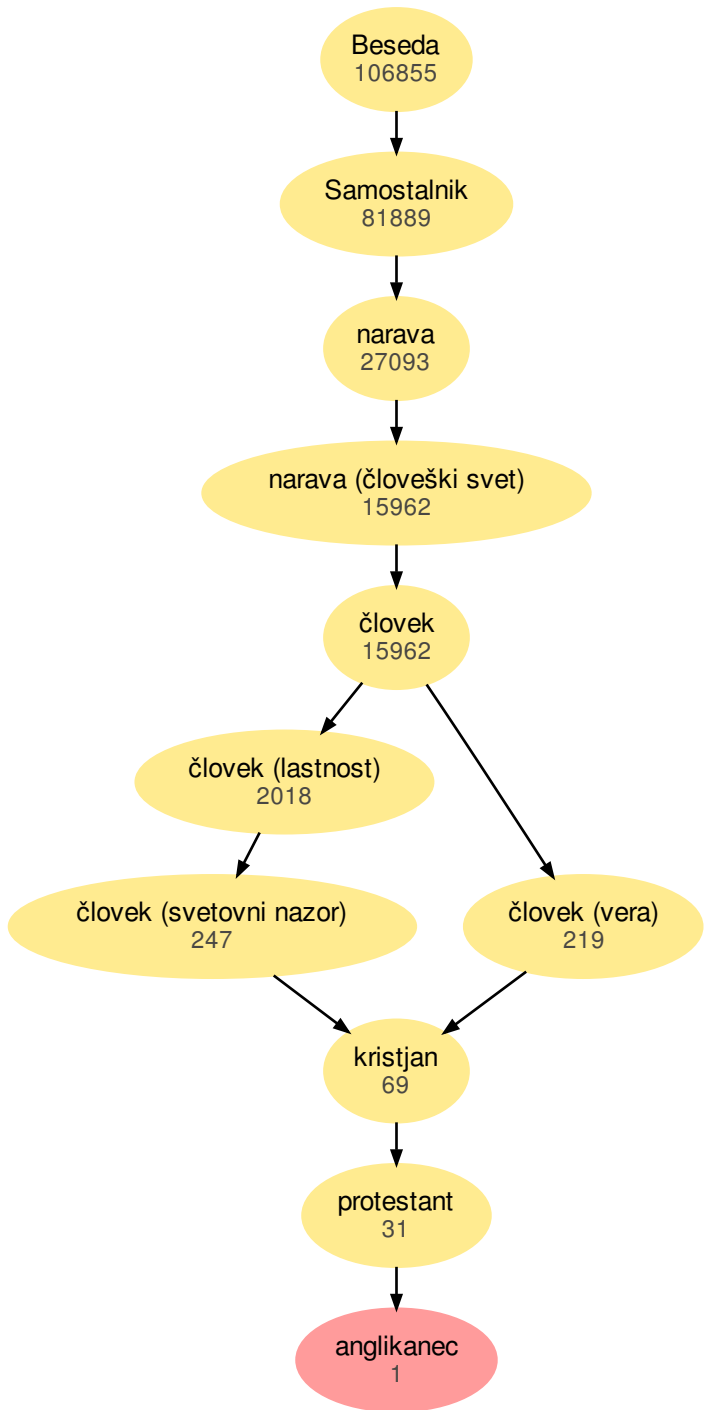 Beseda
106855
Samostalnik
81889
narava
27093
narava (človeški svet)
15962
človek
15962
človek (lastnost)
2018
človek (svetovni nazor)
247
človek (vera)
219
kristjan
69
protestant
31
anglikanec
1